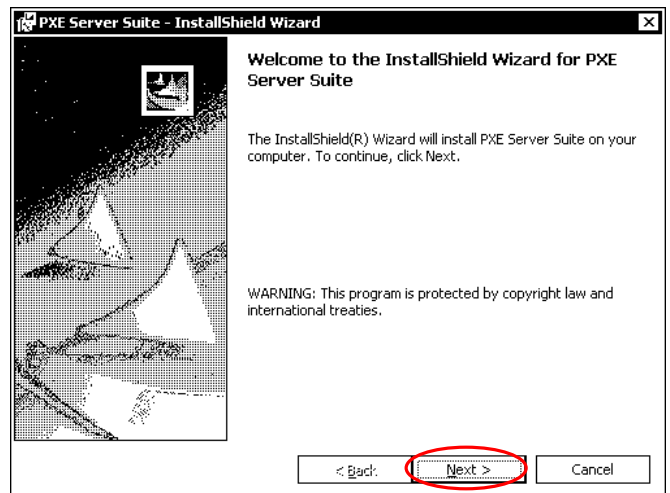 PXE Server Suite - InstallShield Wizard
Welcome to the InstallShield Wizard for PXE
Server Suite
The InstallShield(R) Wizard will install PXE Server Suite on your
computer. To continue, click Next.
WARNING: This program is protected by copyright law and
international treaties.
< Back Next > Cancel